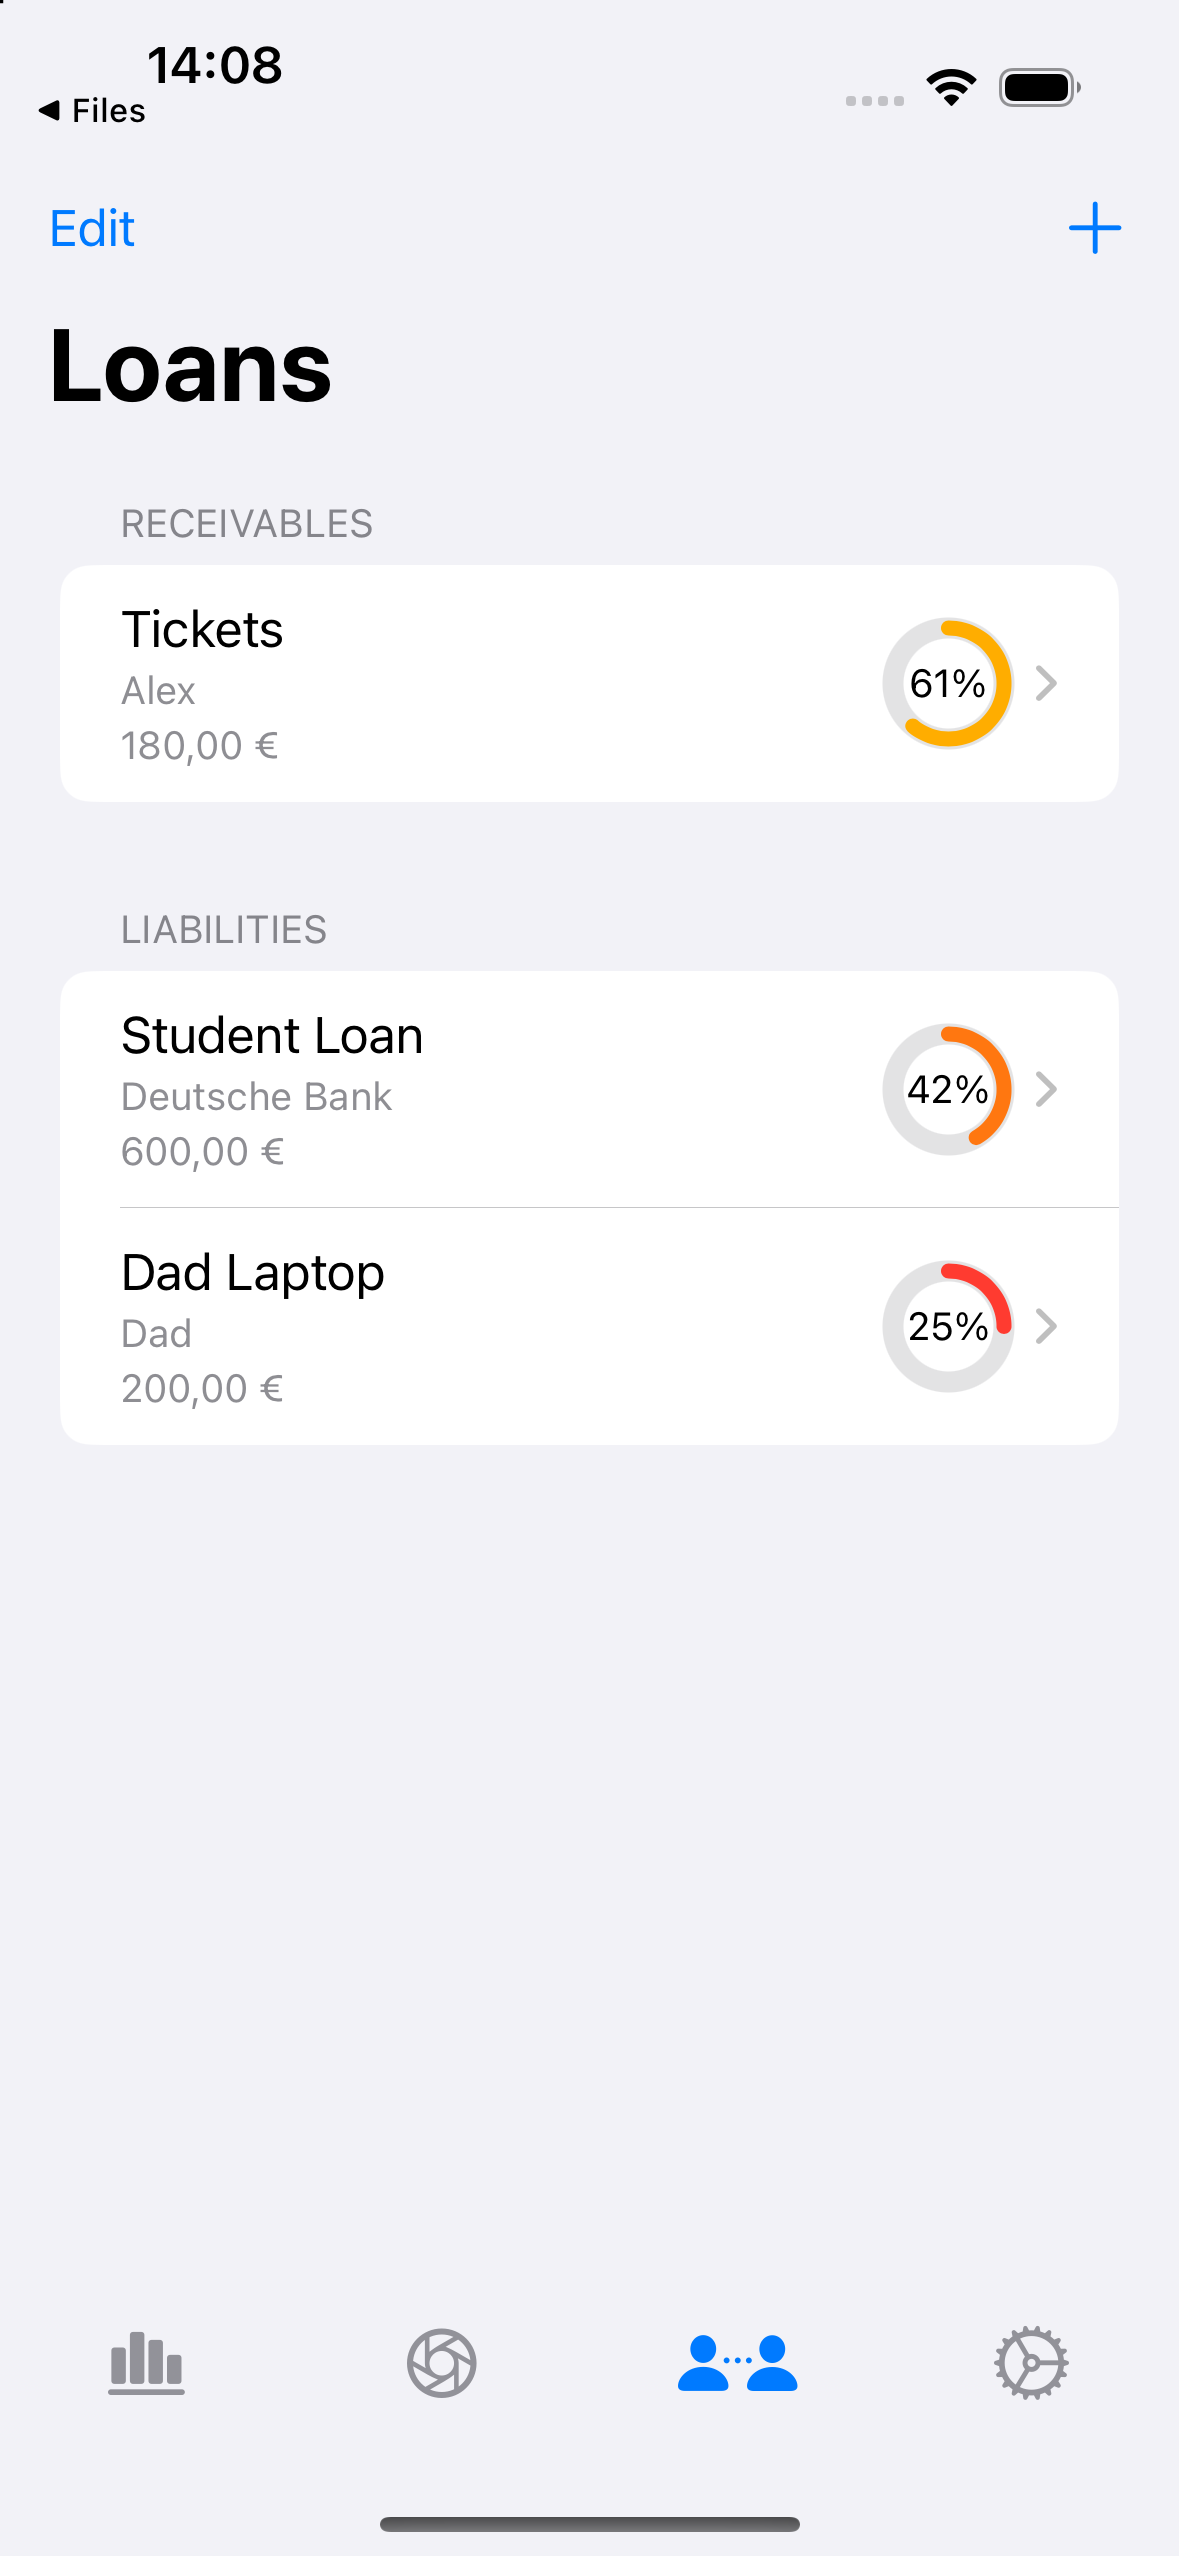 14:08
◀ Files
Edit
Loans
RECEIVABLES
Tickets
Alex
180,00 €
61%
LIABILITIES
Student Loan
Deutsche Bank
600,00 €
42%
Dad Laptop
Dad
200,00 €
25%